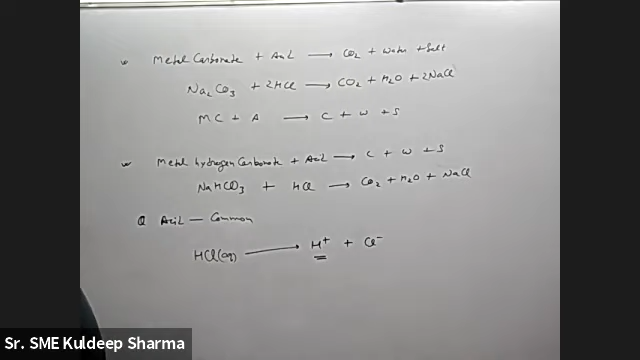 Metal Carbonate + Acid → CO2 + Water + Salt
Na2CO3 + 2HCl → CO2 + H2O + 2NaCl
MC + A → C + W + S
Metal hydrogen Carbonate + Acid → C + W + S
NaHCO3 + HCl → CO2 + H2O + NaCl
Q Acid — Common
HCl(aq) → H+ + Cl-
Sr. SME Kuldeep Sharma